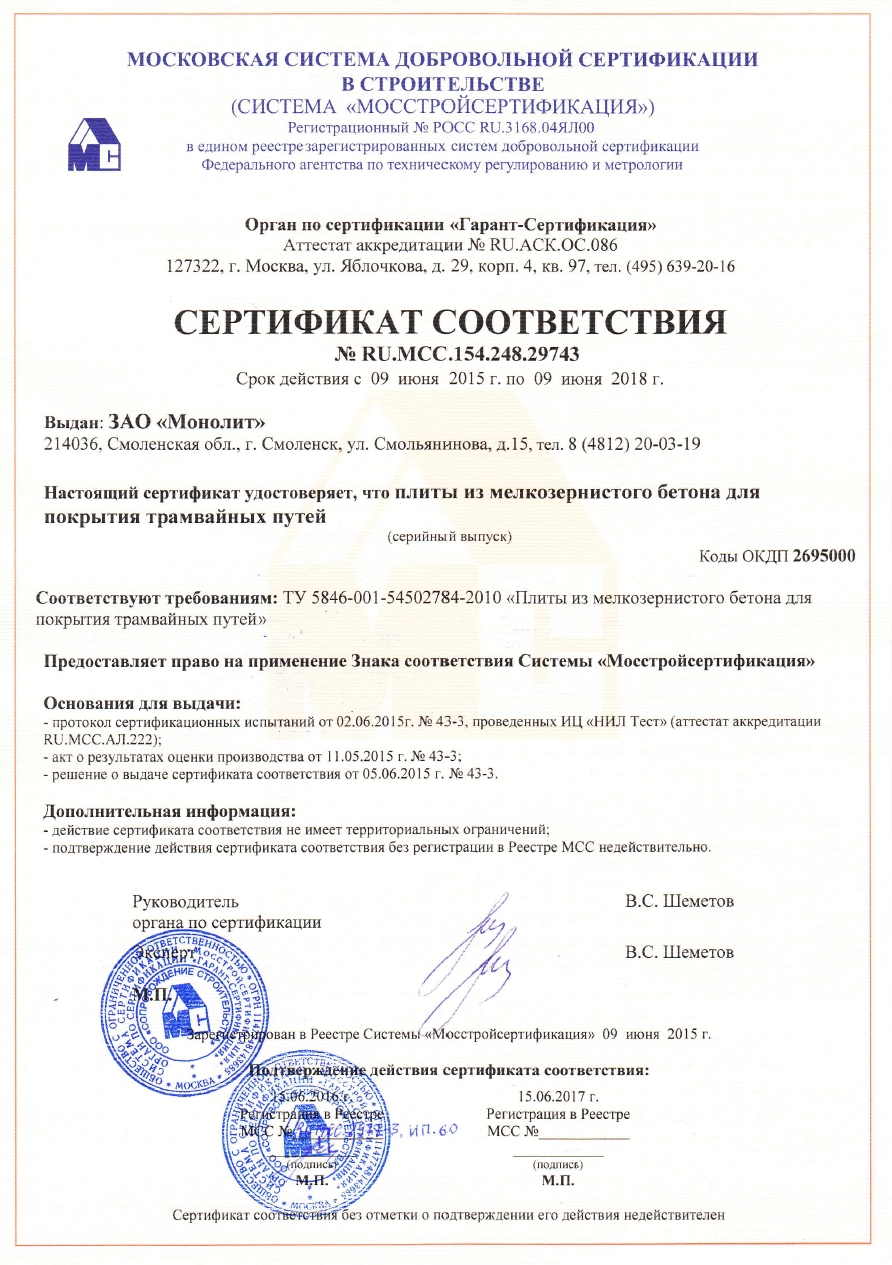 МОСКОВСКАЯ СИСТЕМА ДОБРОВОЛЬНОЙ СЕРТИФИКАЦИИ
В СТРОИТЕЛЬСТВЕ
(СИСТЕМА «МОССТРОЙСЕРТИФИКАЦИЯ»)
Регистрационный № РОСС RU.3168.04ЯЛ00
в едином реестрезарегистрированных систем добровольной сертификации
Федерального агентства по техническому регулированию и метрологии
МС
Орган по сертификации «Гарант-Сертификация»
Аттестат аккредитации № RU.АСК.ОС.086
127322, г. Москва, ул. Яблочкова, д. 29, корп. 4, кв. 97, тел. (495) 639-20-16
СЕРТИФИКАТ СООТВЕТСТВИЯ
№ RU.МСС.154.248.29743
Срок действия с 09 июня 2015 г. по 09 июня 2018 г.
Выдан: ЗАО «Монолит»
214036, Смоленская обл., г. Смоленск, ул. Смольянинова, д.15, тел. 8 (4812) 20-03-19
Настоящий сертификат удостоверяет, что плиты из мелкозернистого бетона для
покрытия трамвайных путей
(серийный выпуск)
Коды ОКДП 2695000
Соответствуют требованиям: ТУ 5846-001-54502784-2010 «Плиты из мелкозернистого бетона для
покрытия трамвайных путей»
Предоставляет право на применение Знака соответствия Системы «Мосстройсертификация»
Основания для выдачи:
- протокол сертификационных испытаний от 02.06.2015г. № 43-3, проведенных ИЦ «НИЛ Тест» (аттестат аккредитации
RU.МСС.АЛ.222);
- акт о результатах оценки производства от 11.05.2015 г. № 43-3;
- решение о выдаче сертификата соответствия от 05.06.2015 г. № 43-3.
Дополнительная информация:
- действие сертификата соответствия не имеет территориальных ограничений;
- подтверждение действия сертификата соответствия без регистрации в Реестре МСС недействительно.
Руководитель В.С. Шеметов
органа по сертификации
Эксперт В.С. Шеметов
М.П.
Зарегистрирован в Реестре Системы «Мосстройсертификация» 09 июня 2015 г.
Подтверждение действия сертификата соответствия:
15.06.2016 г. 15.06.2017 г.
Регистрация в Реестре Регистрация в Реестре
МСС № ИП.60 МСС №
(подпись) (подпись)
М.П. М.П.
Сертификат соответствия без отметки о подтверждении его действия недействителен